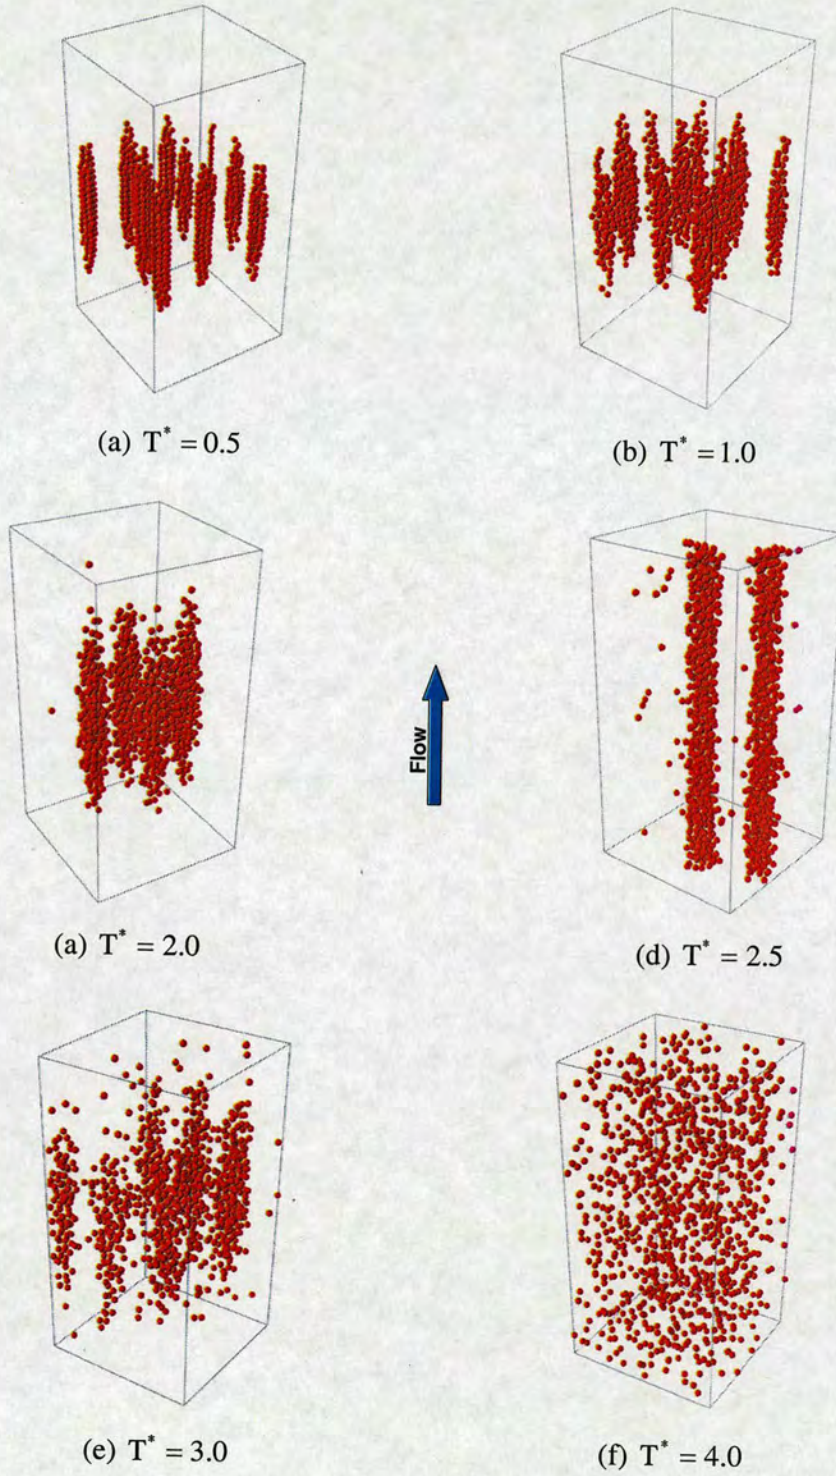 (a) T* = 0.5
(b) T* = 1.0
Flow
(a) T* = 2.0
(d) T* = 2.5
(e) T* = 3.0
(f) T* = 4.0